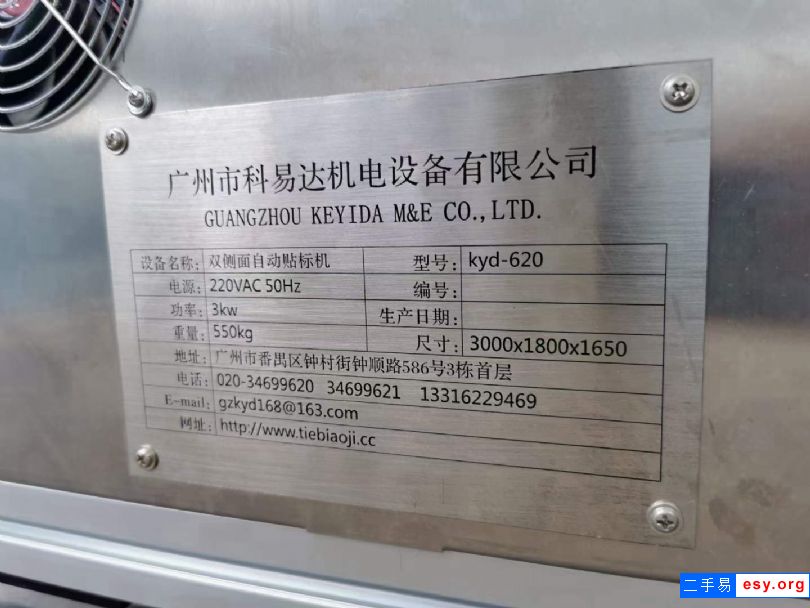 广州市科易达机电设备有限公司
GUANGZHOU KEYIDA M&E CO.,LTD.
设备名称: 双侧面自动贴标机 型号: kyd-620
电源: 220VAC 50Hz 编号:
功率: 3kw 生产日期:
重量: 550kg 尺寸: 3000x1800x1650
地址: 广州市番禺区钟村街钟顺路586号3栋首层
电话: 020-34699620 34699621 13316229469
E-mail: gzkyd168@163.com
网址: http://www.tiebiaoji.cc
二手易 esy.org